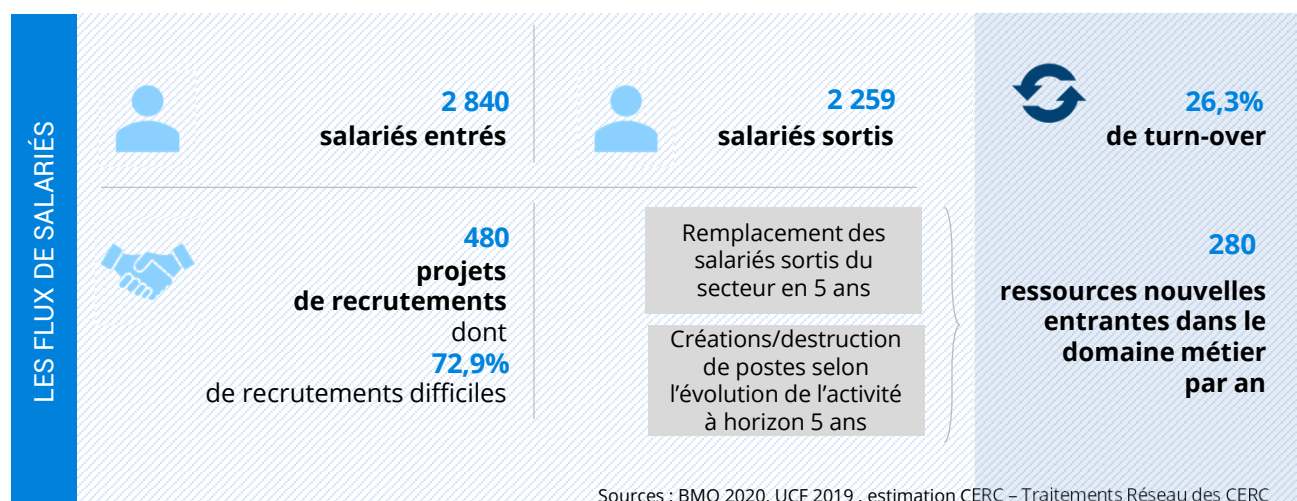 LES FLUX DE SALARIÉS
2 840
salariés entrés
2 259
salariés sortis
26,3%
de turn-over
480
projets
de recrutements
dont
72,9%
de recrutements difficiles
Remplacement des
salariés sortis du
secteur en 5 ans
Créations/destruction
de postes selon
l'évolution de l'activité
à horizon 5 ans
280
ressources nouvelles
entrantes dans le
domaine métier
par an
Sources : BMO 2020, UCF 2019 , estimation CERC – Traitements Réseau des CERC